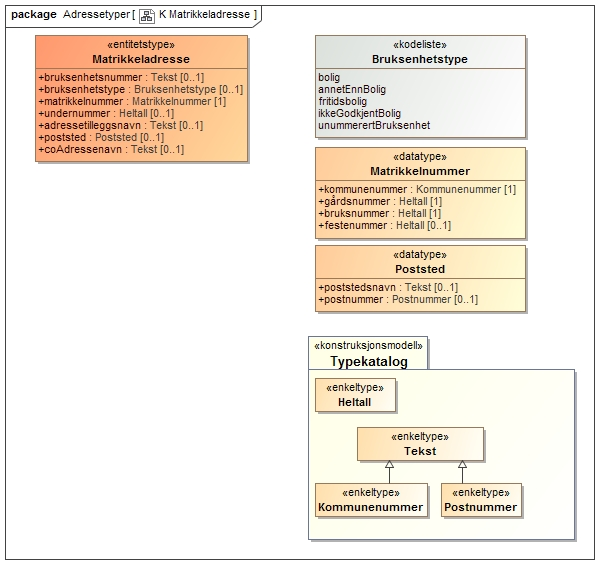 package Adressetyper [ K Matrikkeladresse ]
«entitetstype»
Matrikkeladresse
+bruksenhetsnummer : Tekst [0..1]
+bruksenhetstype : Bruksenhetstype [0..1]
+matrikkelnummer : Matrikkelnummer [1]
+undernummer : Heltall [0..1]
+adressetilleggsnavn : Tekst [0..1]
+poststed : Poststed [0..1]
+coAdressenavn : Tekst [0..1]
«kodeliste»
Bruksenhetstype
bolig
annetEnnBolig
fritidsbolig
ikkeGodkjentBolig
unummerertBruksenhet
«datatype»
Matrikkelnummer
+kommunenummer : Kommunenummer [1]
+gårdsnummer : Heltall [1]
+bruksnummer : Heltall [1]
+festenummer : Heltall [0..1]
«datatype»
Poststed
+poststedsnavn : Tekst [0..1]
+postnummer : Postnummer [0..1]
«konstruksjonsmodell»
Typekatalog
«enkeltype»
Heltall
«enkeltype»
Tekst
«enkeltype»
Kommunenummer
«enkeltype»
Postnummer